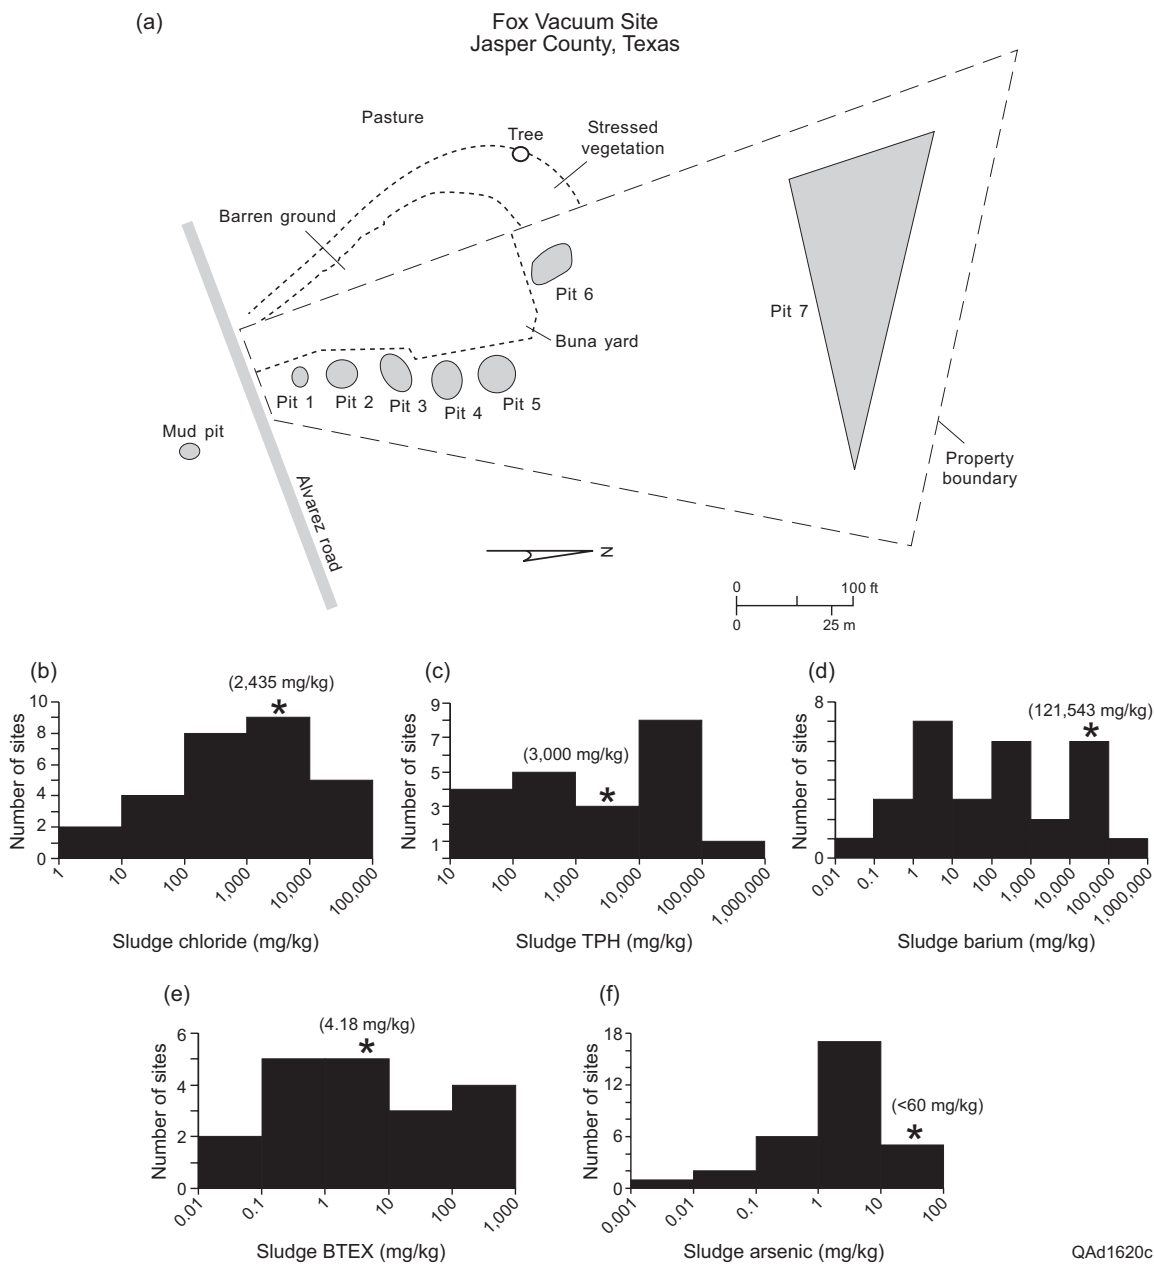 (a)
Fox Vacuum Site
Jasper County, Texas
Pasture
Tree
Stressed
vegetation
Barren ground
Pit 6
Pit 7
Buna yard
Pit 1
Pit 2
Pit 3
Pit 4
Pit 5
Mud pit
Property
boundary
Alvarez road
N
0
100 ft
0
25 m
(b)
(2,435 mg/kg)
*
Number of sites
10
8
6
4
2
0
1
10
100
1,000
10,000
100,000
Sludge chloride (mg/kg)
(c)
(3,000 mg/kg)
*
Number of sites
9
7
5
3
1
10
100
1,000
10,000
100,000
1,000,000
Sludge TPH (mg/kg)
(d)
(121,543 mg/kg)
*
Number of sites
8
4
0
0.01
0.1
1
10
100
1,000
10,000
100,000
1,000,000
Sludge barium (mg/kg)
(e)
(4.18 mg/kg)
*
Number of sites
6
4
2
0
0.01
0.1
1
10
100
1,000
Sludge BTEX (mg/kg)
(f)
(<60 mg/kg)
*
Number of sites
18
12
6
0
0.001
0.01
0.1
1
10
100
Sludge arsenic (mg/kg)
QAd1620c